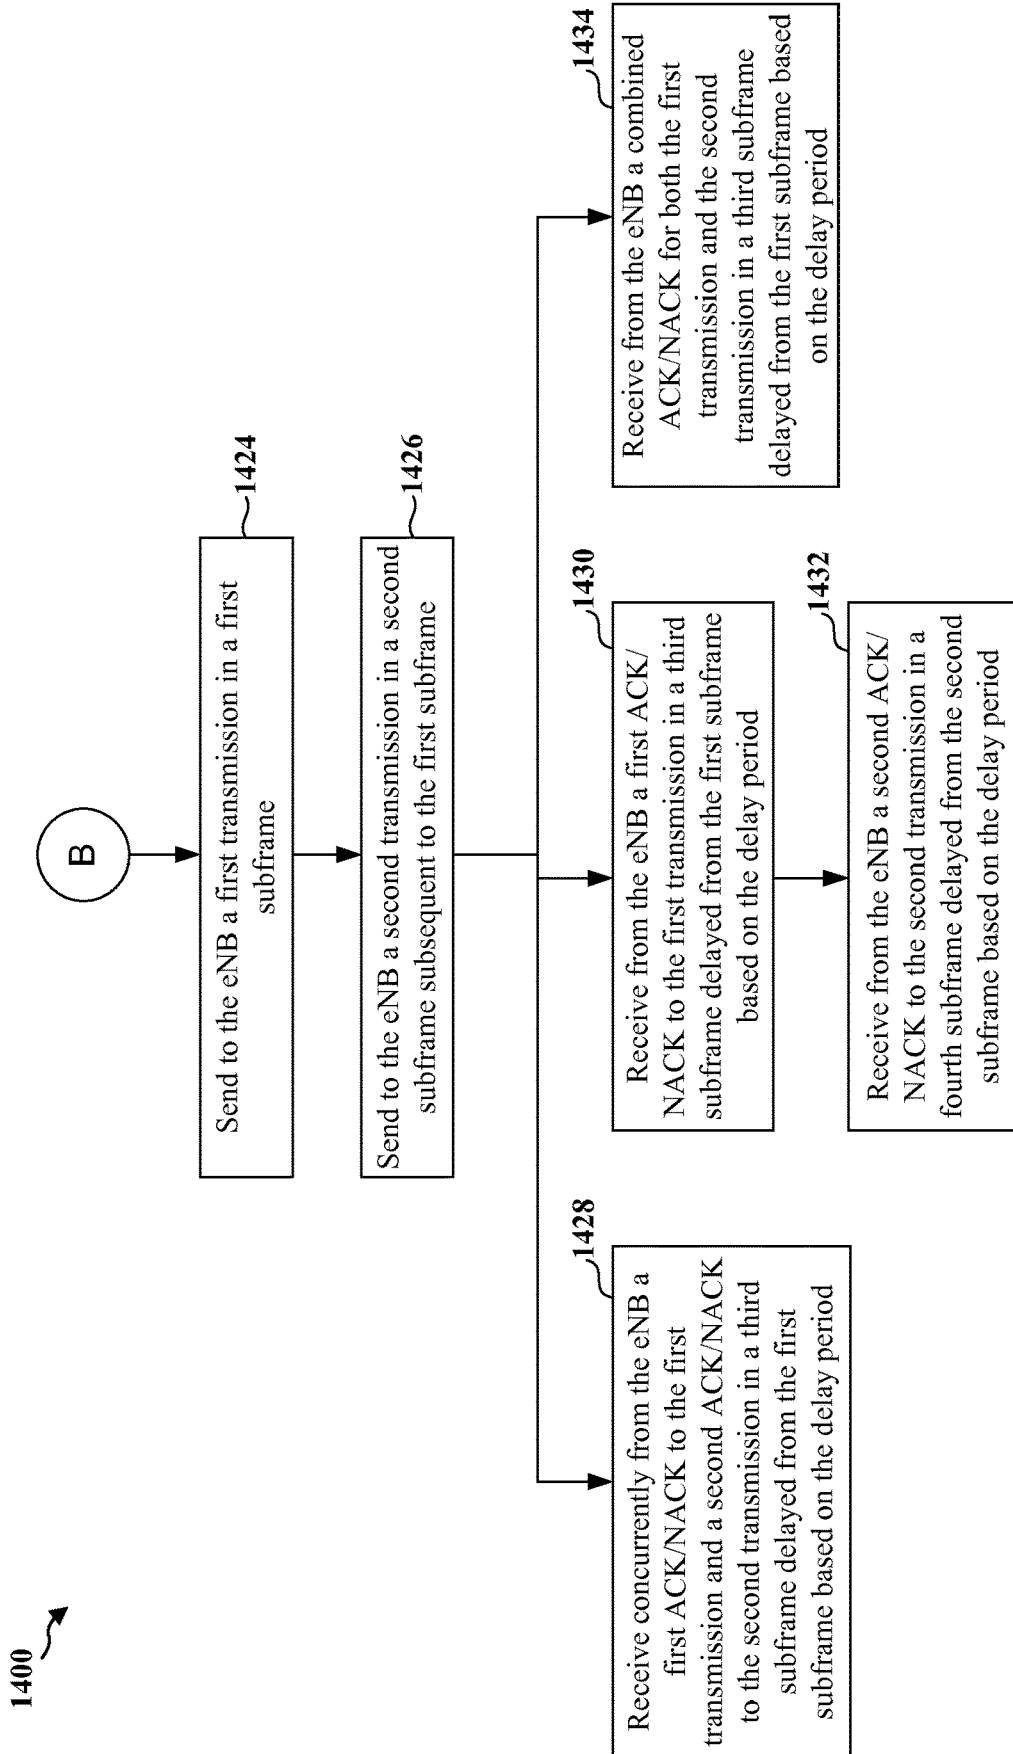 1400
B
Send to the eNB a first transmission in a first
subframe
1424
Send to the eNB a second transmission in a second
subframe subsequent to the first subframe
1426
Receive concurrently from the eNB a
first ACK/NACK to the first
transmission and a second ACK/NACK
to the second transmission in a third
subframe delayed from the first
subframe based on the delay period
1428
Receive from the eNB a first ACK/
NACK to the first transmission in a third
subframe delayed from the first subframe
based on the delay period
1430
Receive from the eNB a second ACK/
NACK to the second transmission in a
fourth subframe delayed from the second
subframe based on the delay period
1432
Receive from the eNB a combined
ACK/NACK for both the first
transmission and the second
transmission in a third subframe
delayed from the first subframe based
on the delay period
1434